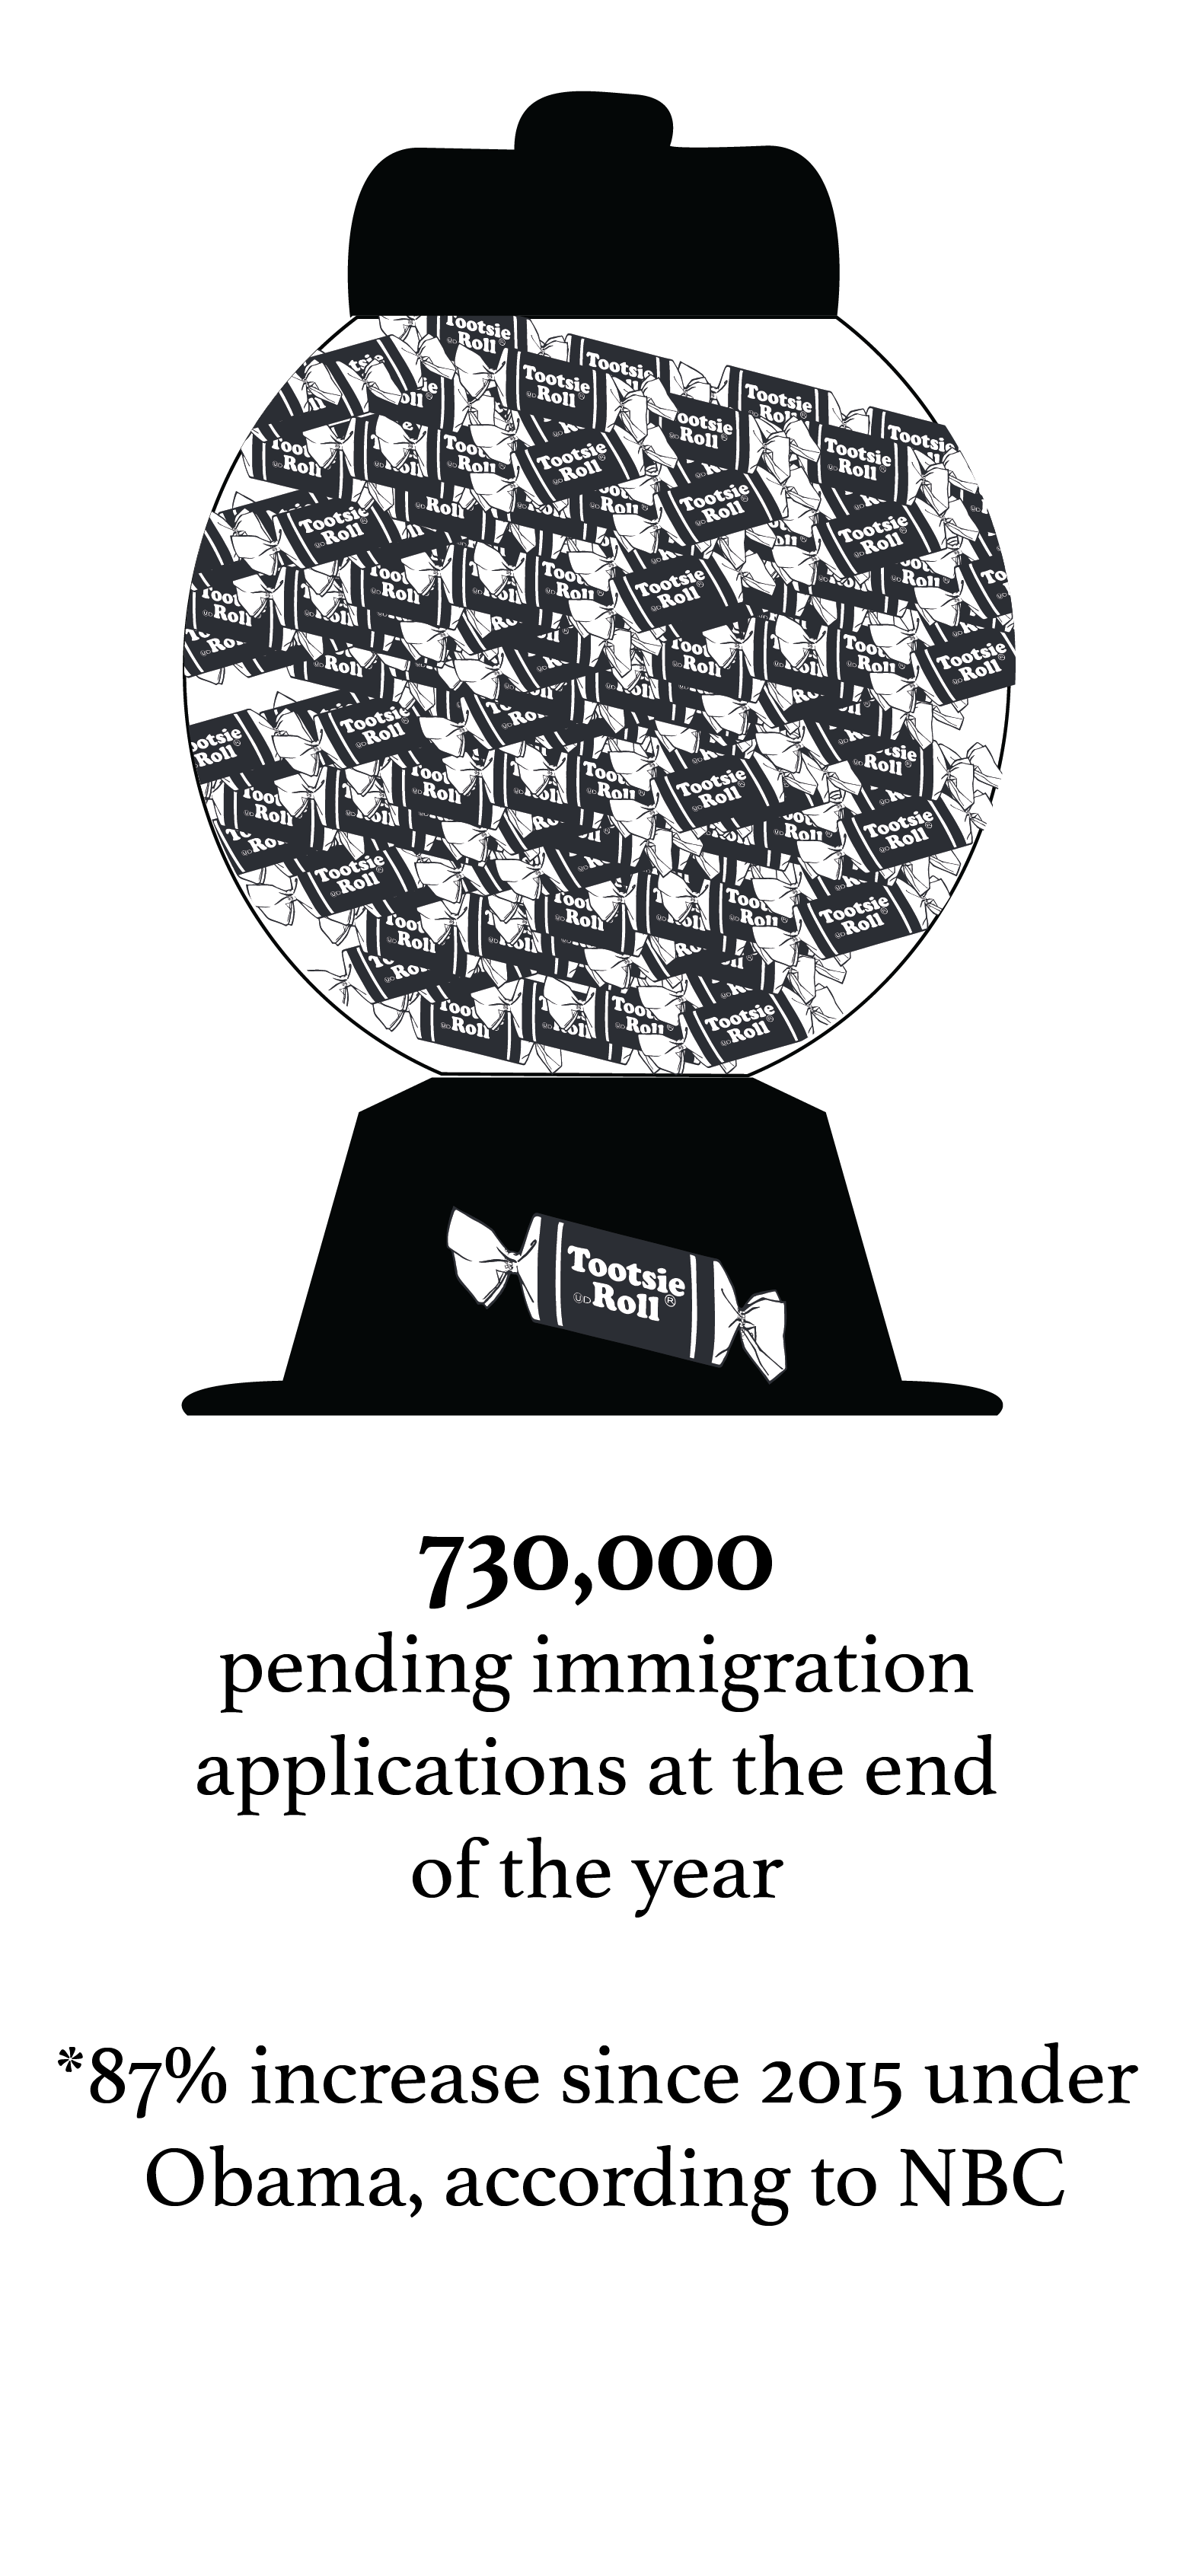 Tootsie
Roll®
730,000
pending immigration
applications at the end
of the year
*87% increase since 2015 under
Obama, according to NBC